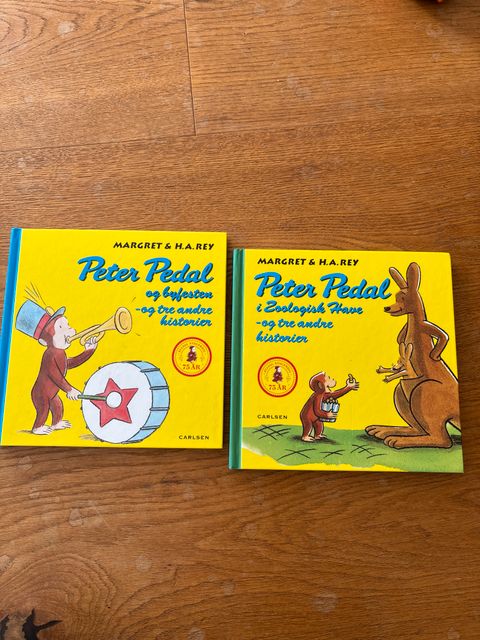 MARGRET & H.A. REY
Peter Pedal
og byfesten
- og tre andre
historier
75 ÅR
CARLSEN
MARGRET & H.A. REY
Peter Pedal
i Zoologisk Have
- og tre andre
historier
75 ÅR
CARLSEN